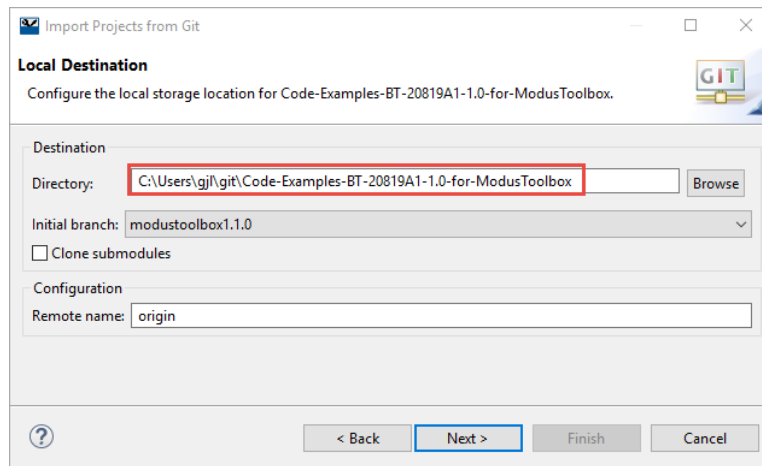 Import Projects from Git
Local Destination
Configure the local storage location for Code-Examples-BT-20819A1-1.0-for-ModusToolbox.
GIT
Destination
Directory: C:\Users\gjl\git\Code-Examples-BT-20819A1-1.0-for-ModusToolbox Browse
Initial branch: modustoolbox1.1.0
Clone submodules
Configuration
Remote name: origin
? < Back Next > Finish Cancel